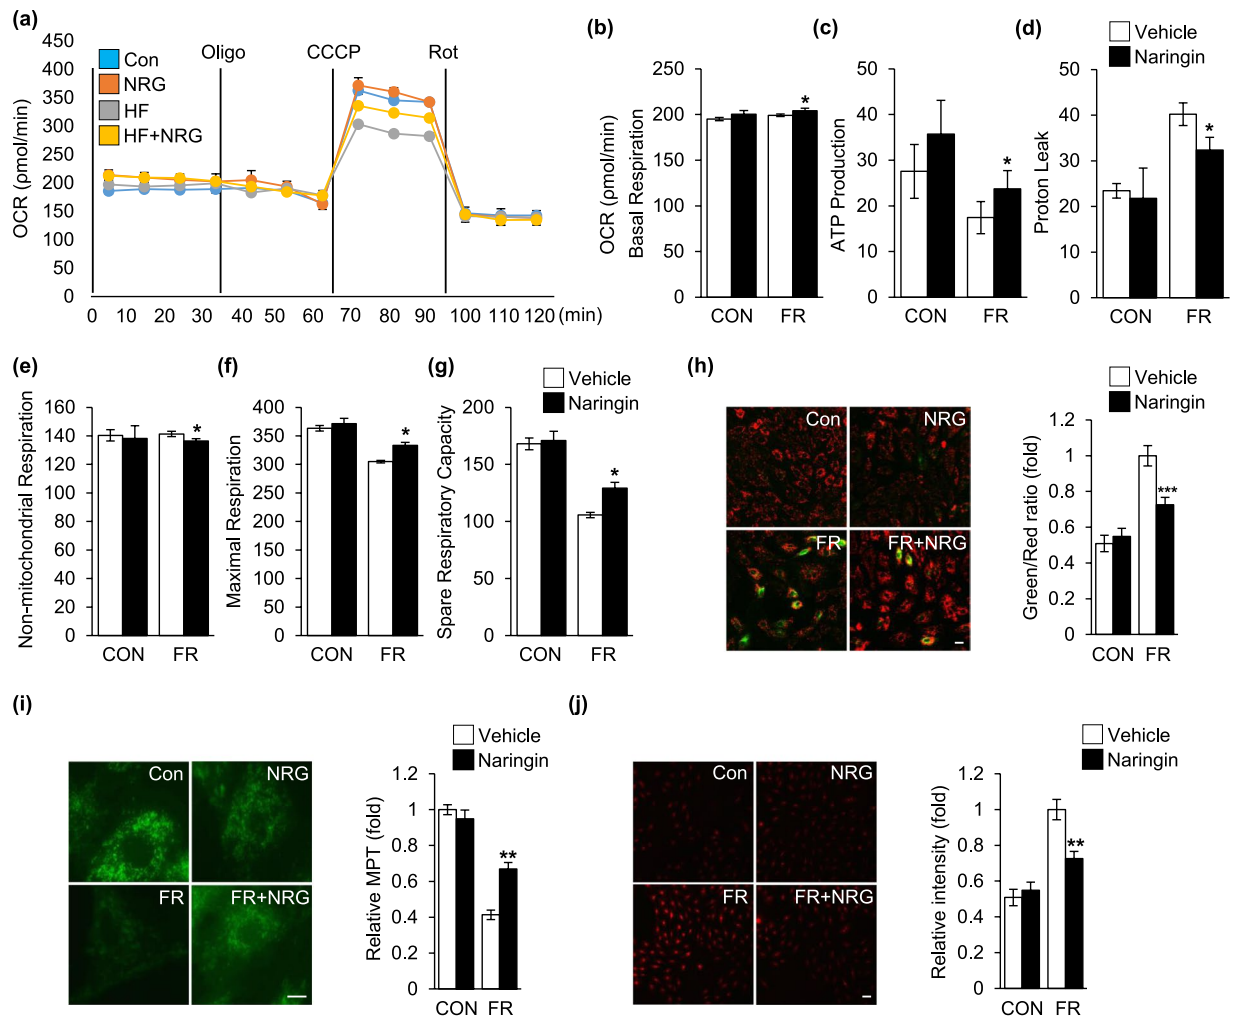 (a)
OCR (pmol/min)
450
400
350
300
250
200
150
100
50
0
Con
NRG
HF
HF+NRG
Oligo
CCCP
Rot
0 10 20 30 40 50 60 70 80 90 100 110 120 (min)
(b)
OCR (pmol/min)
Basal Respiration
250
200
150
100
50
0
*
CON FR
(c)
ATP Production
50
40
30
20
10
0
*
CON FR
(d)
Vehicle
Naringin
Proton Leak
50
40
30
20
10
0
*
CON FR
(e)
Non-mitochondrial Respiration
160
140
120
100
80
60
40
20
0
*
CON FR
(f)
Maximal Respiration
400
350
300
250
200
150
100
50
0
*
CON FR
(g)
Vehicle
Naringin
Spare Respiratory Capacity
200
150
100
50
0
*
CON FR
(h)
Con
NRG
FR
FR+NRG
Vehicle
Naringin
Green/Red ratio (fold)
1.2
1
0.8
0.6
0.4
0.2
0
***
CON FR
(i)
Con
NRG
FR
FR+NRG
Vehicle
Naringin
Relative MPT (fold)
1.2
1
0.8
0.6
0.4
0.2
0
**
CON FR
(j)
Con
NRG
FR
FR+NRG
Vehicle
Naringin
Relative intensity (fold)
1.2
1
0.8
0.6
0.4
0.2
0
**
CON FR